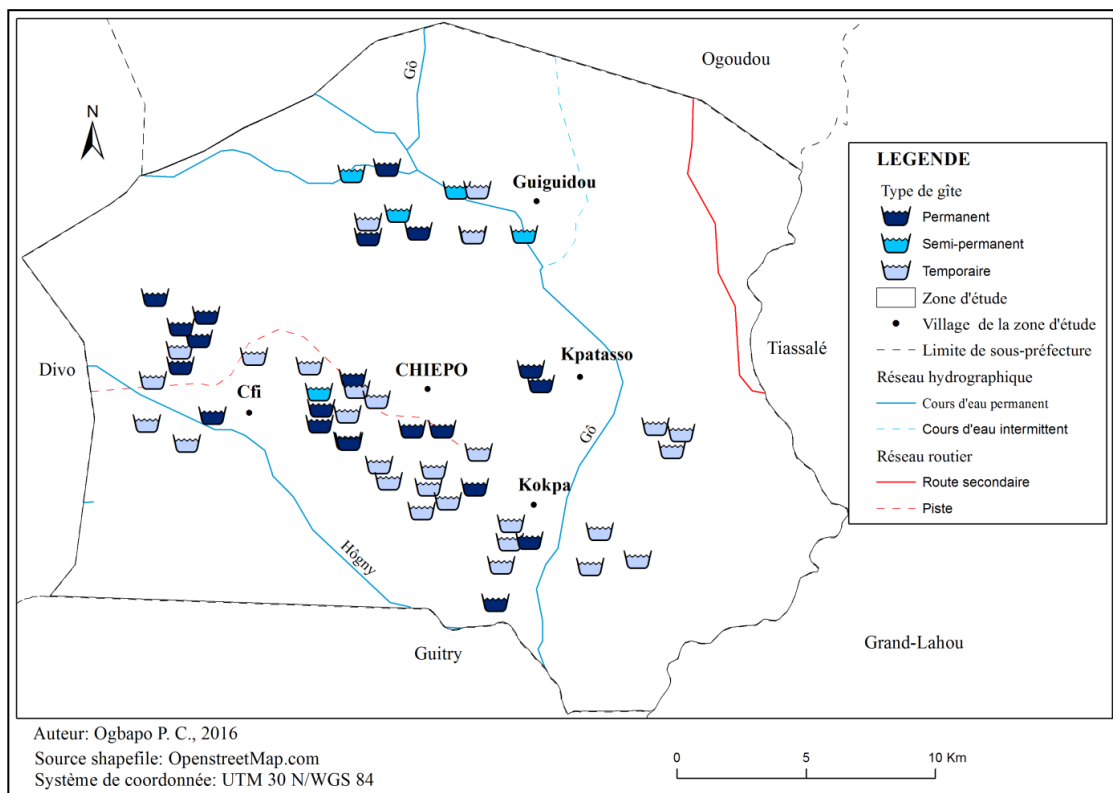 Ogoudou
Gô
N
Guiguidou
LEGENDE
Type de gîte
Permanent
Semi-permanent
Temporaire
Zone d'étude
Village de la zone d'étude
Limite de sous-préfecture
Réseau hydrographique
Cours d'eau permanent
Cours d'eau intermittent
Réseau routier
Route secondaire
Piste
Tiassalé
Divo
CHIEPO
Kpatasso
Cfi
Gô
Kokpa
Hôgny
Guitry
Grand-Lahou
Auteur: Ogbapo P. C., 2016
Source shapefile: OpenstreetMap.com
Système de coordonnée: UTM 30 N/WGS 84
0 5 10 Km